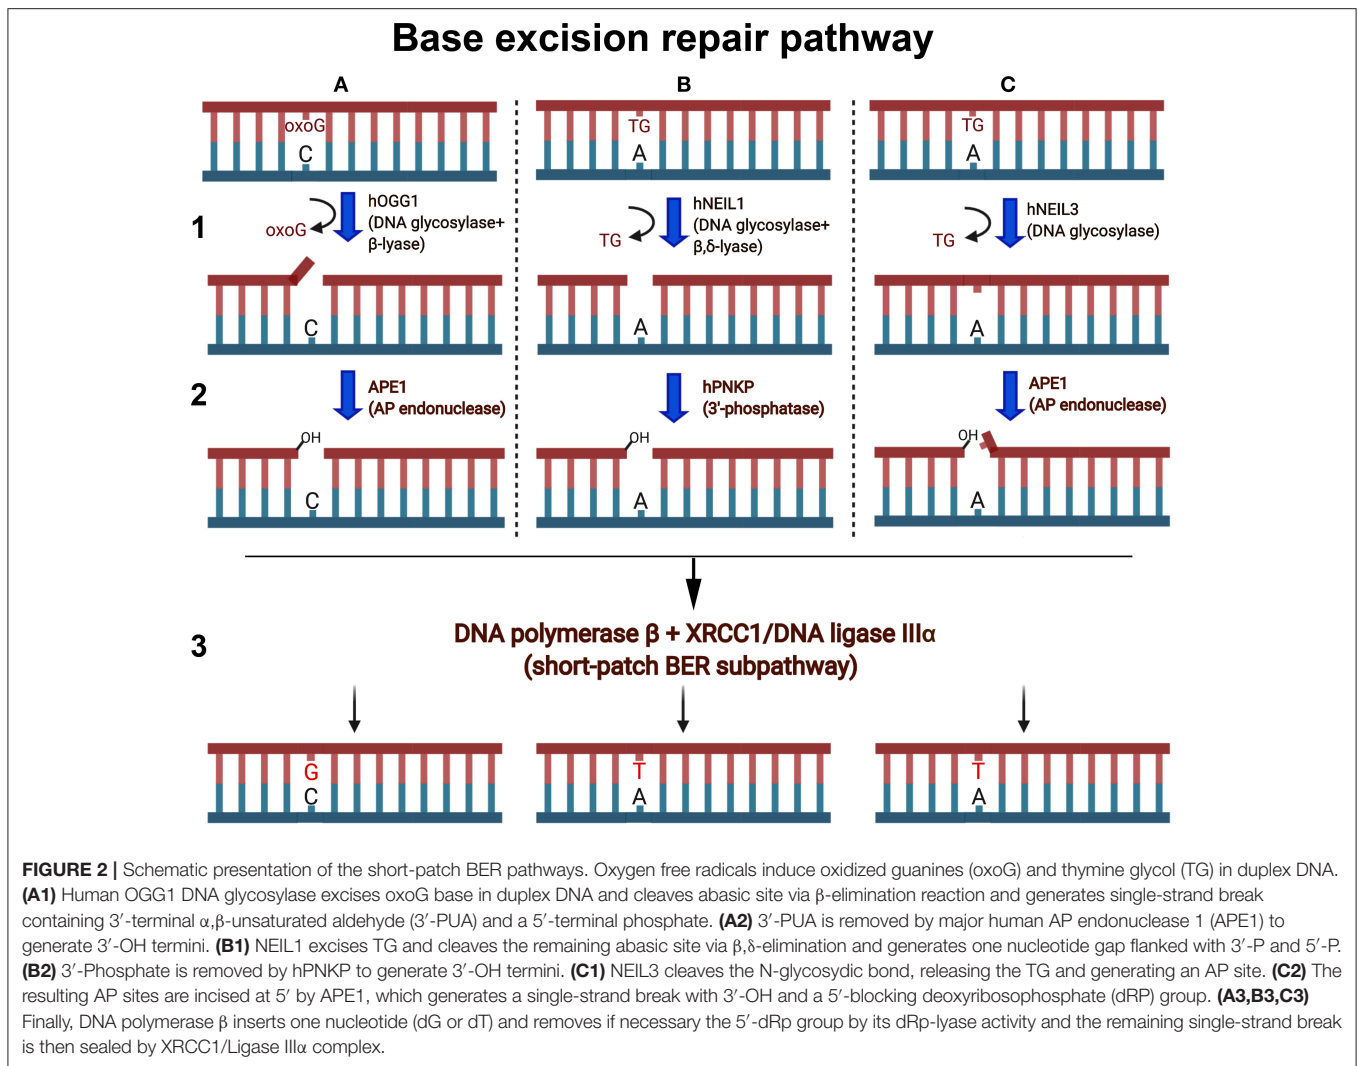 Base excision repair pathway
A
B
C
oxoG
C
TG
A
TG
A
1
oxoG
hOGG1
(DNA glycosylase+
β-lyase)
TG
hNEIL1
(DNA glycosylase+
β,δ-lyase)
TG
hNEIL3
(DNA glycosylase)
C
A
A
2
APE1
(AP endonuclease)
hPNKP
(3'-phosphatase)
APE1
(AP endonuclease)
OH
C
OH
A
OH
A
3
DNA polymerase β + XRCC1/DNA ligase IIIα
(short-patch BER subpathway)
G
C
T
A
T
A
FIGURE 2 | Schematic presentation of the short-patch BER pathways. Oxygen free radicals induce oxidized guanines (oxoG) and thymine glycol (TG) in duplex DNA.
(A1) Human OGG1 DNA glycosylase excises oxoG base in duplex DNA and cleaves abasic site via β-elimination reaction and generates single-strand break
containing 3′-terminal α,β-unsaturated aldehyde (3′-PUA) and a 5′-terminal phosphate. (A2) 3′-PUA is removed by major human AP endonuclease 1 (APE1) to
generate 3′-OH termini. (B1) NEIL1 excises TG and cleaves the remaining abasic site via β,δ-elimination and generates one nucleotide gap flanked with 3′-P and 5′-P.
(B2) 3′-Phosphate is removed by hPNKP to generate 3′-OH termini. (C1) NEIL3 cleaves the N-glycosydic bond, releasing the TG and generating an AP site. (C2) The
resulting AP sites are incised at 5′ by APE1, which generates a single-strand break with 3′-OH and a 5′-blocking deoxyribosophosphate (dRP) group. (A3,B3,C3)
Finally, DNA polymerase β inserts one nucleotide (dG or dT) and removes if necessary the 5′-dRp group by its dRp-lyase activity and the remaining single-strand break
is then sealed by XRCC1/Ligase IIIα complex.